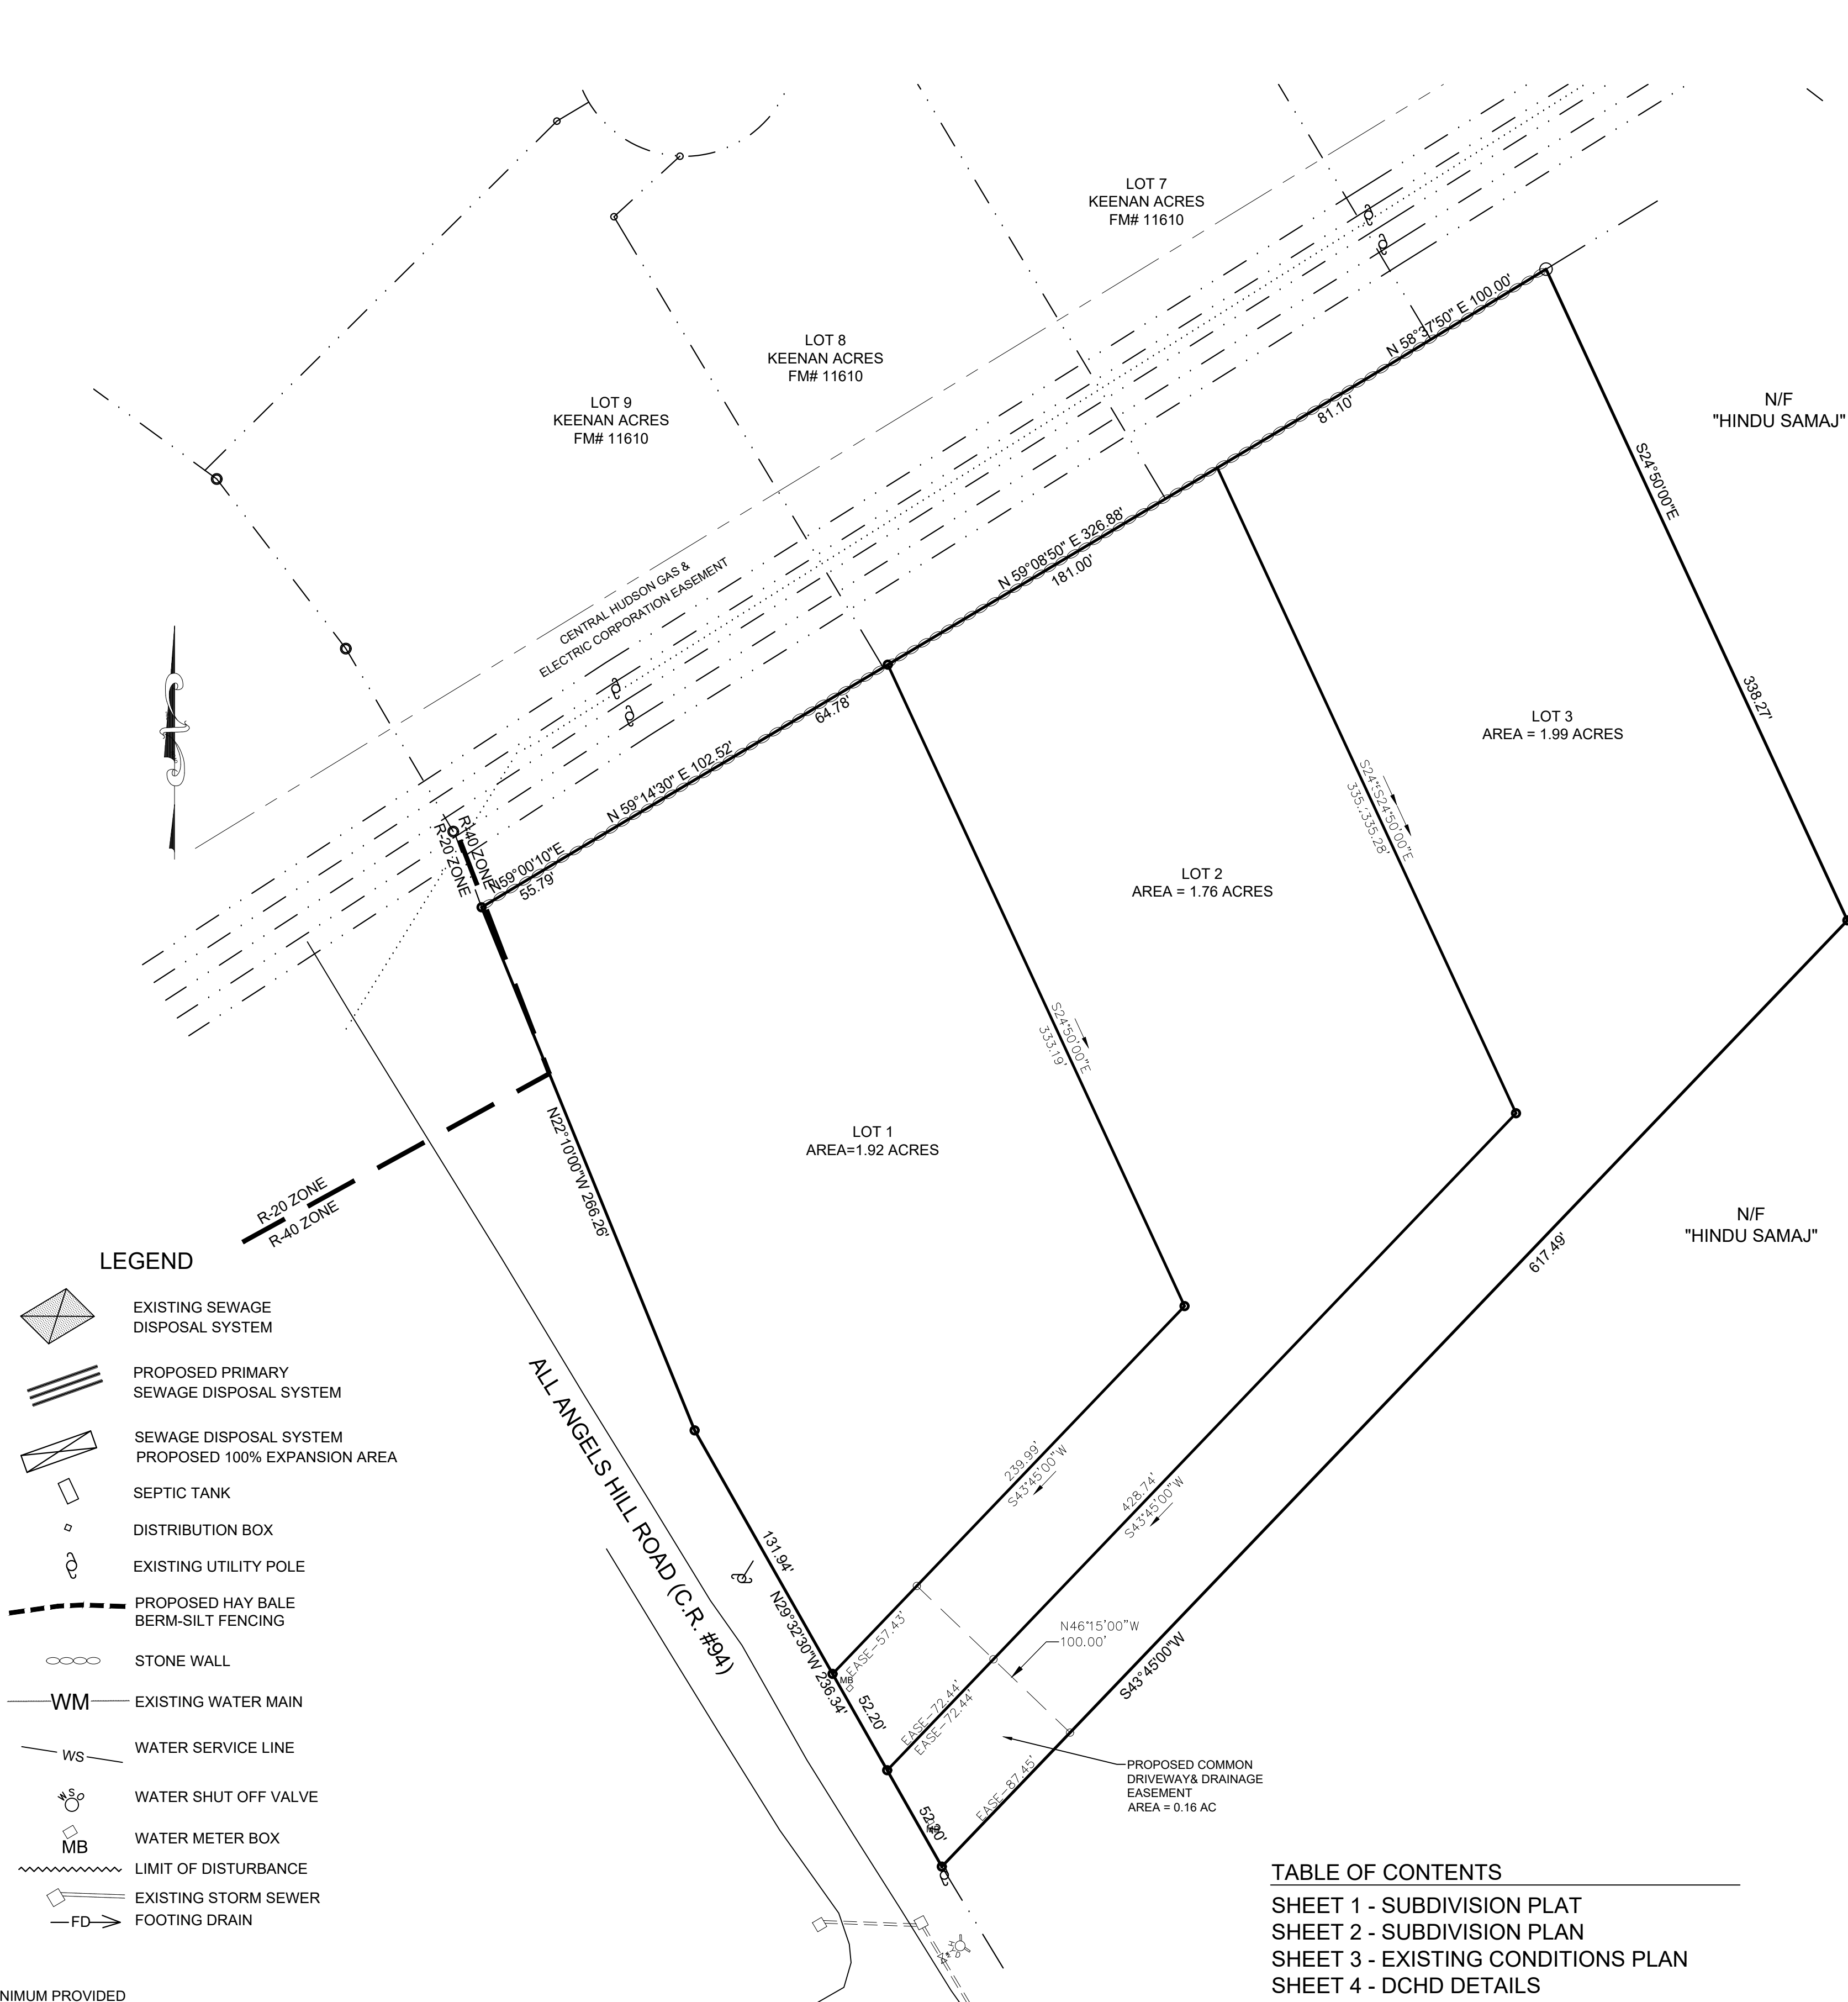 LOT 7
KEENAN ACRES
FM# 11610
LOT 8
KEENAN ACRES
FM# 11610
LOT 9
KEENAN ACRES
FM# 11610
N 58°37'50" E 100.00'
81.10'
N/F
"HINDU SAMAJ"
S24°50'00"E
338.27'
N 59°08'50" E 326.88'
181.00'
CENTRAL HUDSON GAS &
ELECTRIC CORPORATION EASEMENT
64.78'
N 59°14'30" E 102.52'
R-40 ZONE
R-20 ZONE
N59°00'10"E
55.79'
LOT 3
AREA = 1.99 ACRES
S24°50'00"E
335.28'
LOT 2
AREA = 1.76 ACRES
S24°50'00"E
333.19'
LOT 1
AREA=1.92 ACRES
N22°10'00"W 266.26'
R-20 ZONE
R-40 ZONE
N/F
"HINDU SAMAJ"
617.49'
LEGEND
EXISTING SEWAGE
DISPOSAL SYSTEM
PROPOSED PRIMARY
SEWAGE DISPOSAL SYSTEM
SEWAGE DISPOSAL SYSTEM
PROPOSED 100% EXPANSION AREA
SEPTIC TANK
DISTRIBUTION BOX
EXISTING UTILITY POLE
PROPOSED HAY BALE
BERM-SILT FENCING
STONE WALL
WM EXISTING WATER MAIN
WS WATER SERVICE LINE
WSO WATER SHUT OFF VALVE
MB WATER METER BOX
LIMIT OF DISTURBANCE
EXISTING STORM SEWER
FD FOOTING DRAIN
ALL ANGELS HILL ROAD (C.R. #94)
239.99'
S43°45'00"W
428.74'
S43°45'00"W
131.94'
N29°32'30"W 236.34'
EASE-57.43'
MB
52.20'
N46°15'00"W
100.00'
S43°45'00"W
EASE-72.44'
EASE-72.44'
EASE-87.45'
52.20'
PROPOSED COMMON
DRIVEWAY& DRAINAGE
EASEMENT
AREA = 0.16 AC
TABLE OF CONTENTS
SHEET 1 - SUBDIVISION PLAT
SHEET 2 - SUBDIVISION PLAN
SHEET 3 - EXISTING CONDITIONS PLAN
SHEET 4 - DCHD DETAILS
NIMUM PROVIDED